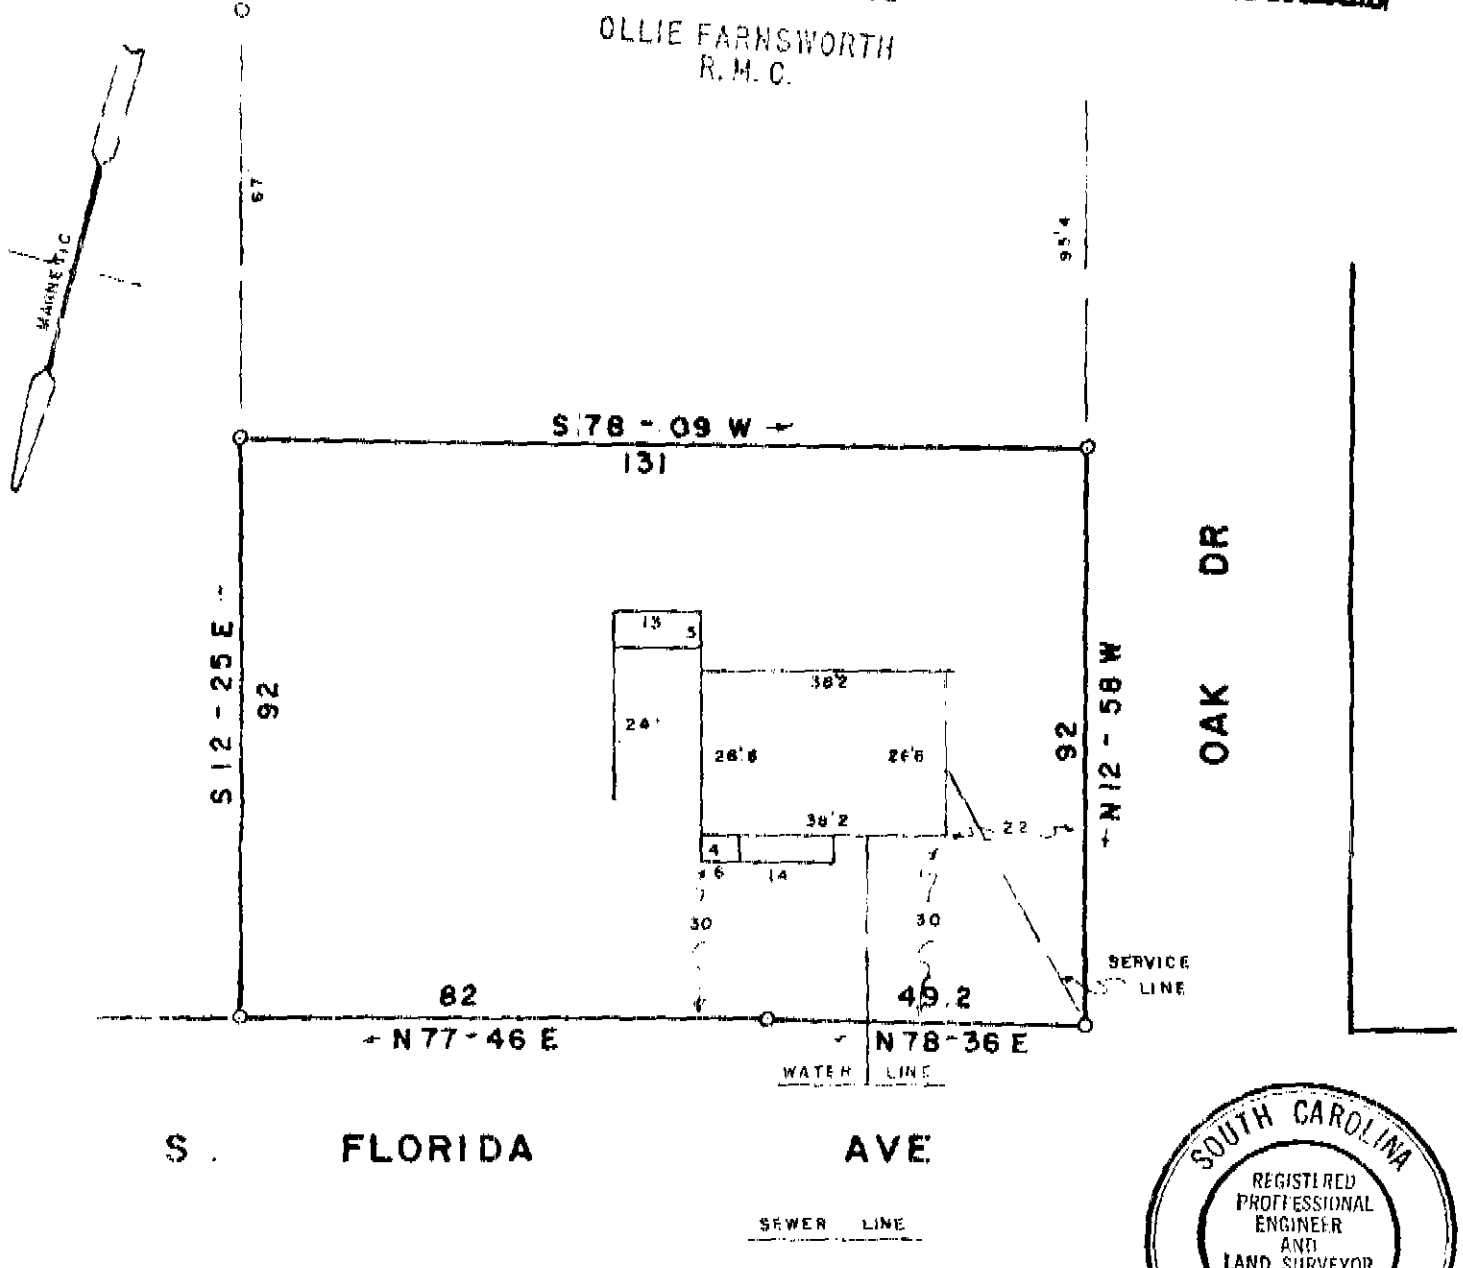 OLLIE FARNSWORTH
R. M. C.
67
95'4
MAGNETIC
S 78 - 09 W
131
S 12 - 25 E
92
13
5
24'
38'2
26'6
26'6
38'2
22
4
6
14
30
30
92
N 12 - 58 W
OAK DR
SERVICE
LINE
82
49.2
N 77 - 46 E
N 78 - 36 E
WATER LINE
S. FLORIDA AVE
SEWER LINE
SOUTH CAROLINA
REGISTERED
PROFESSIONAL
ENGINEER
AND
LAND SURVEYOR